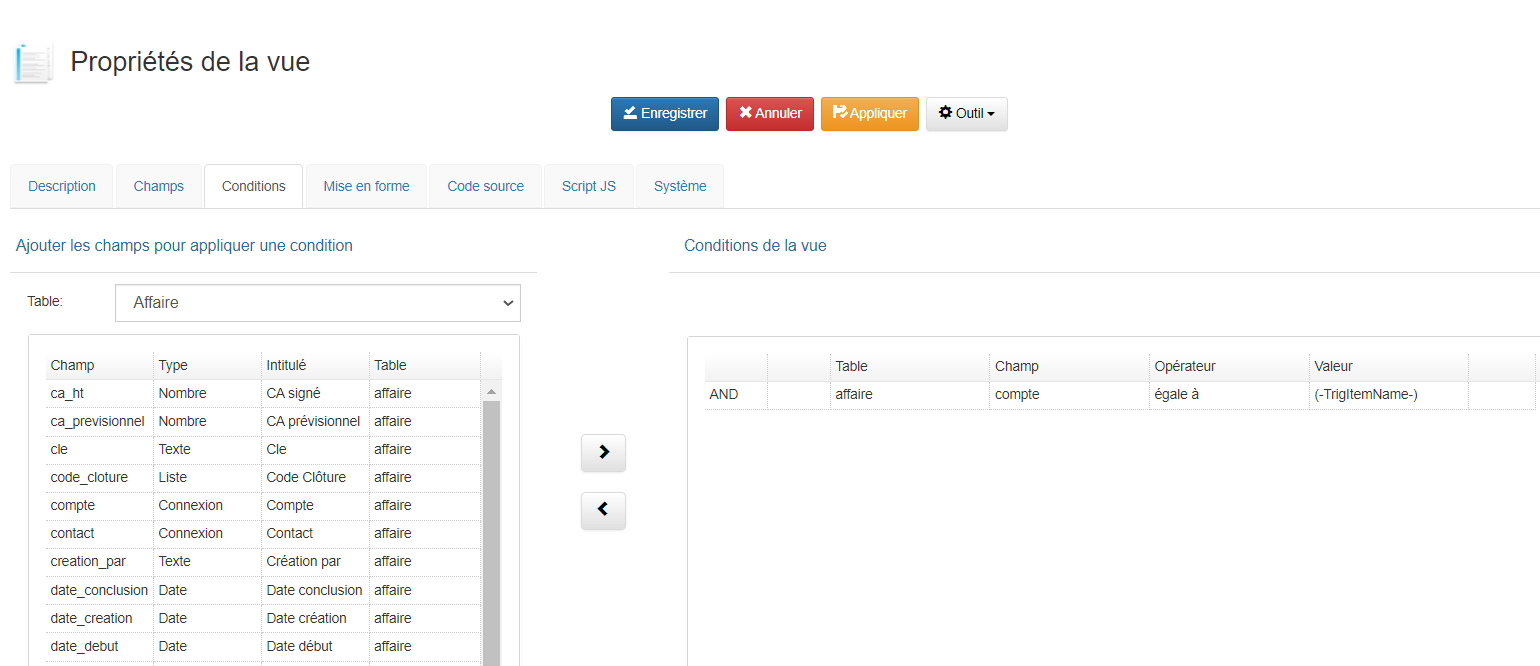 Propriétés de la vue
Enregistrer Annuler Appliquer Outil
Description Champs Conditions Mise en forme Code source Script JS Système
Ajouter les champs pour appliquer une condition
Conditions de la vue
Table: Affaire
Champ Type Intitulé Table
ca_ht Nombre CA signé affaire
ca_previsionnel Nombre CA prévisionnel affaire
cle Texte Cle affaire
code_cloture Liste Code Clôture affaire
compte Connexion Compte affaire
contact Connexion Contact affaire
creation_par Texte Création par affaire
date_conclusion Date Date conclusion affaire
date_creation Date Date création affaire
date_debut Date Date début affaire
Table Champ Opérateur Valeur
AND affaire compte égale à (-TrigItemName-)